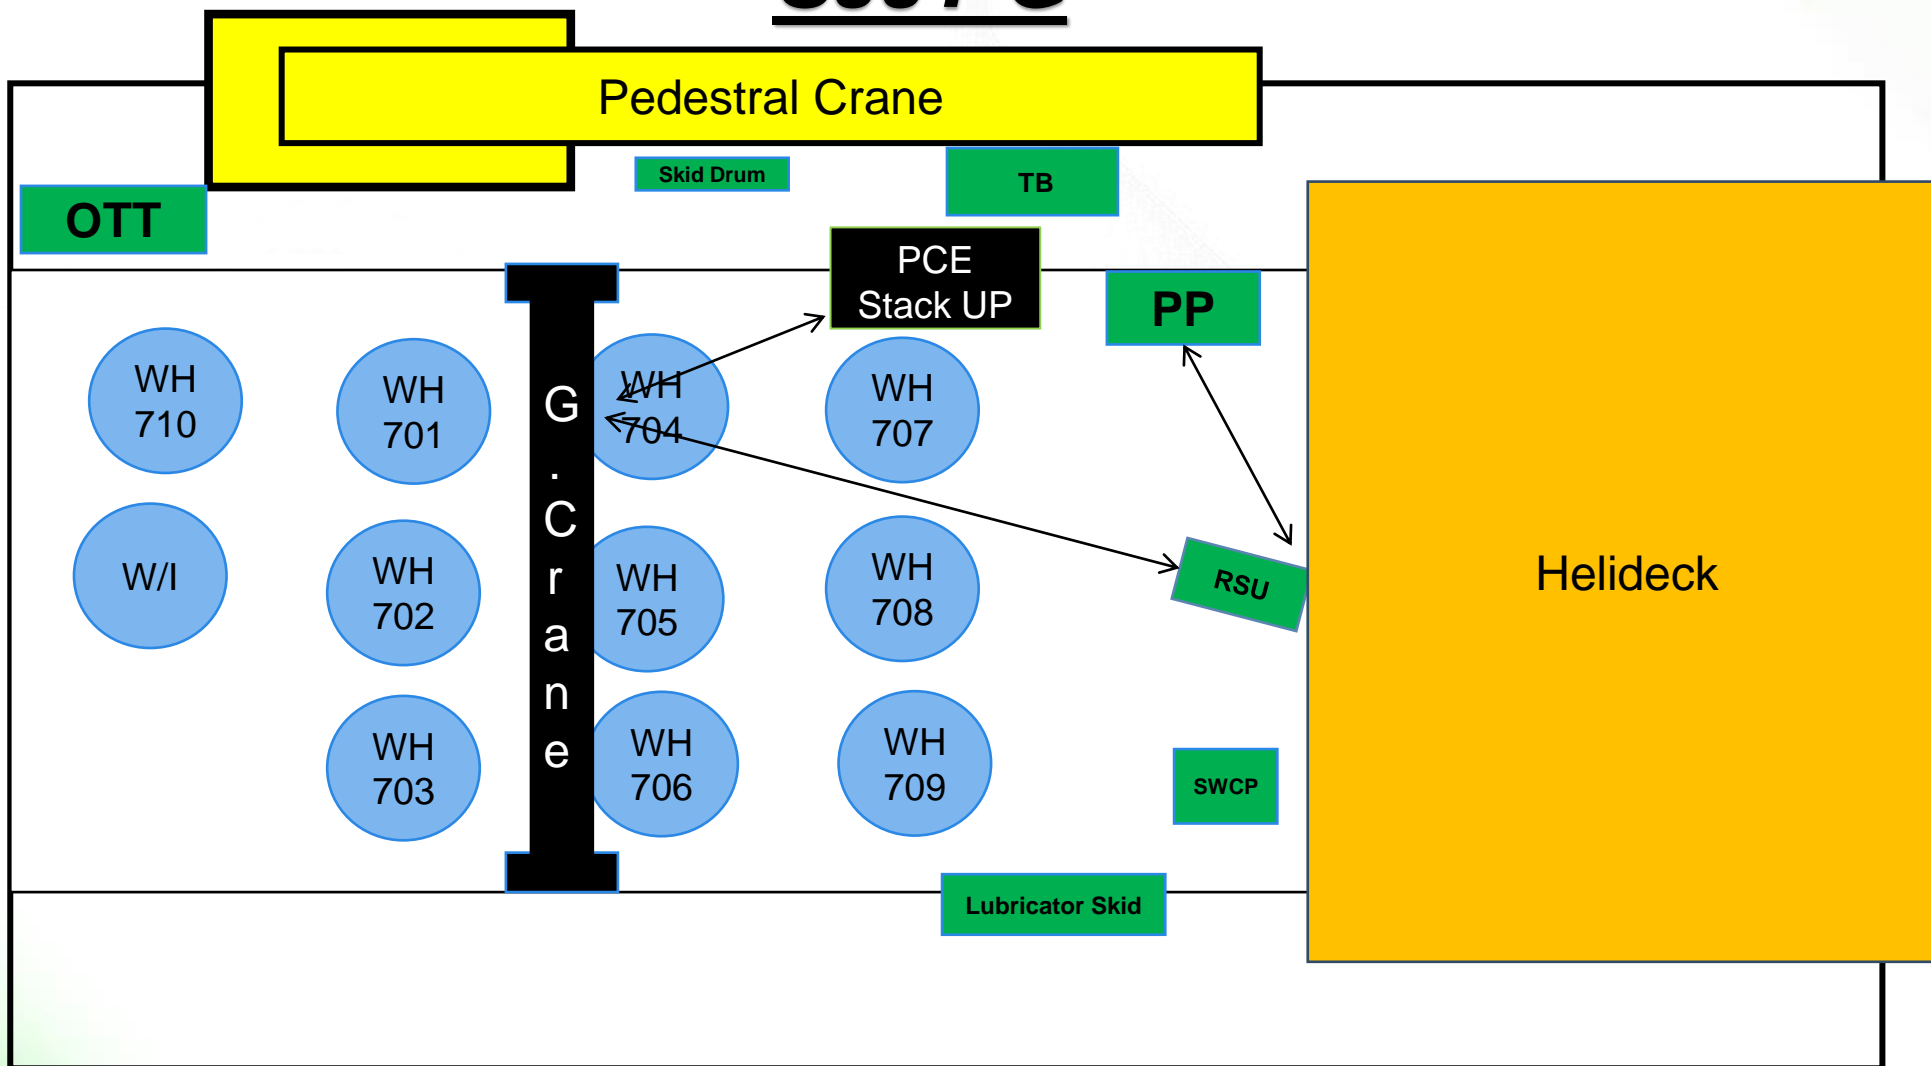 Pedestral Crane
Skid Drum
TB
OTT
PCE
Stack UP
PP
WH
710
WH
701
G
.
C
r
a
n
e
WH
704
WH
707
W/I
WH
702
WH
705
WH
708
RSU
Helideck
WH
703
WH
706
WH
709
SWCP
Lubricator Skid